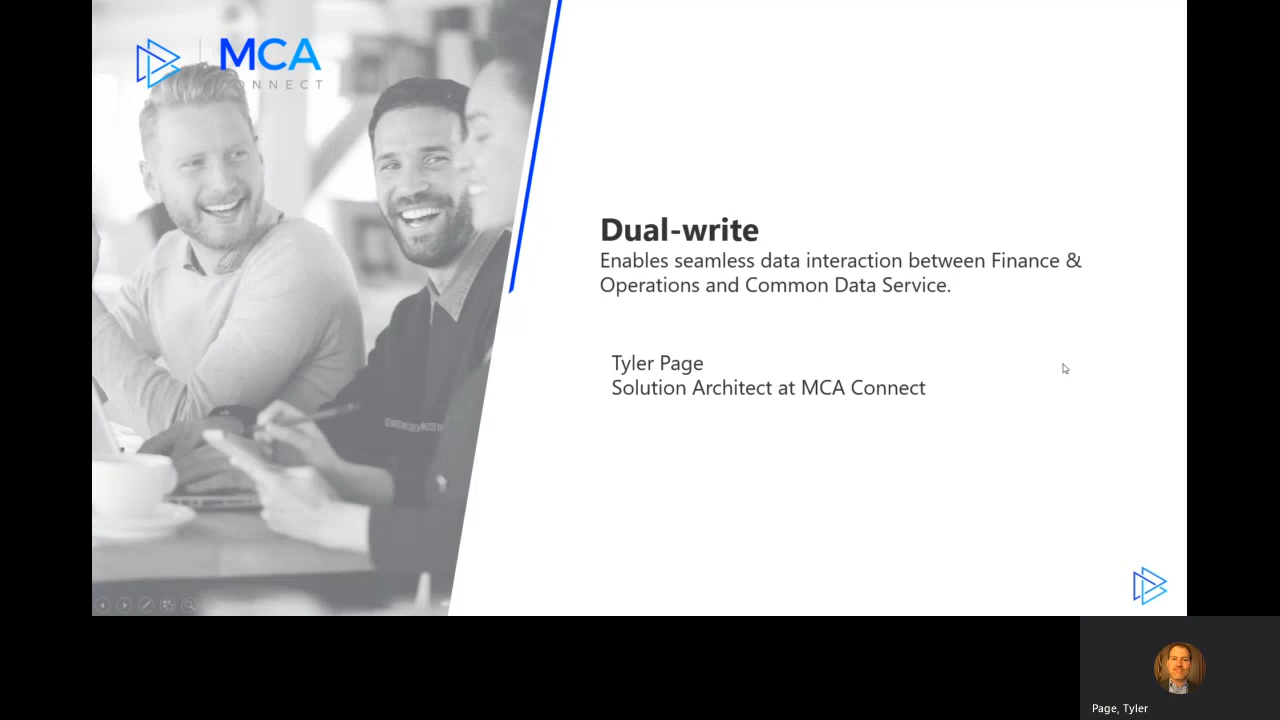 MCA
CONNECT
Dual-write
Enables seamless data interaction between Finance &
Operations and Common Data Service.
Tyler Page
Solution Architect at MCA Connect
Page, Tyler